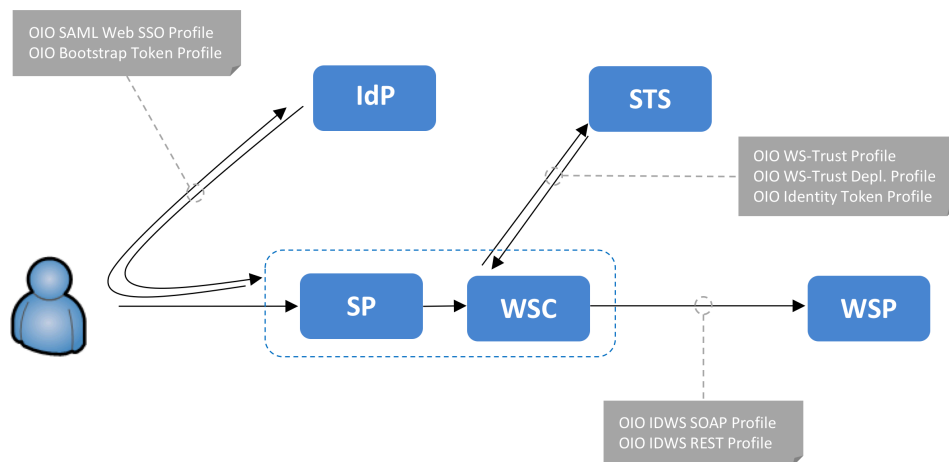 OIO SAML Web SSO Profile
OIO Bootstrap Token Profile
IdP
STS
OIO WS-Trust Profile
OIO WS-Trust Depl. Profile
OIO Identity Token Profile
SP
WSC
WSP
OIO IDWS SOAP Profile
OIO IDWS REST Profile